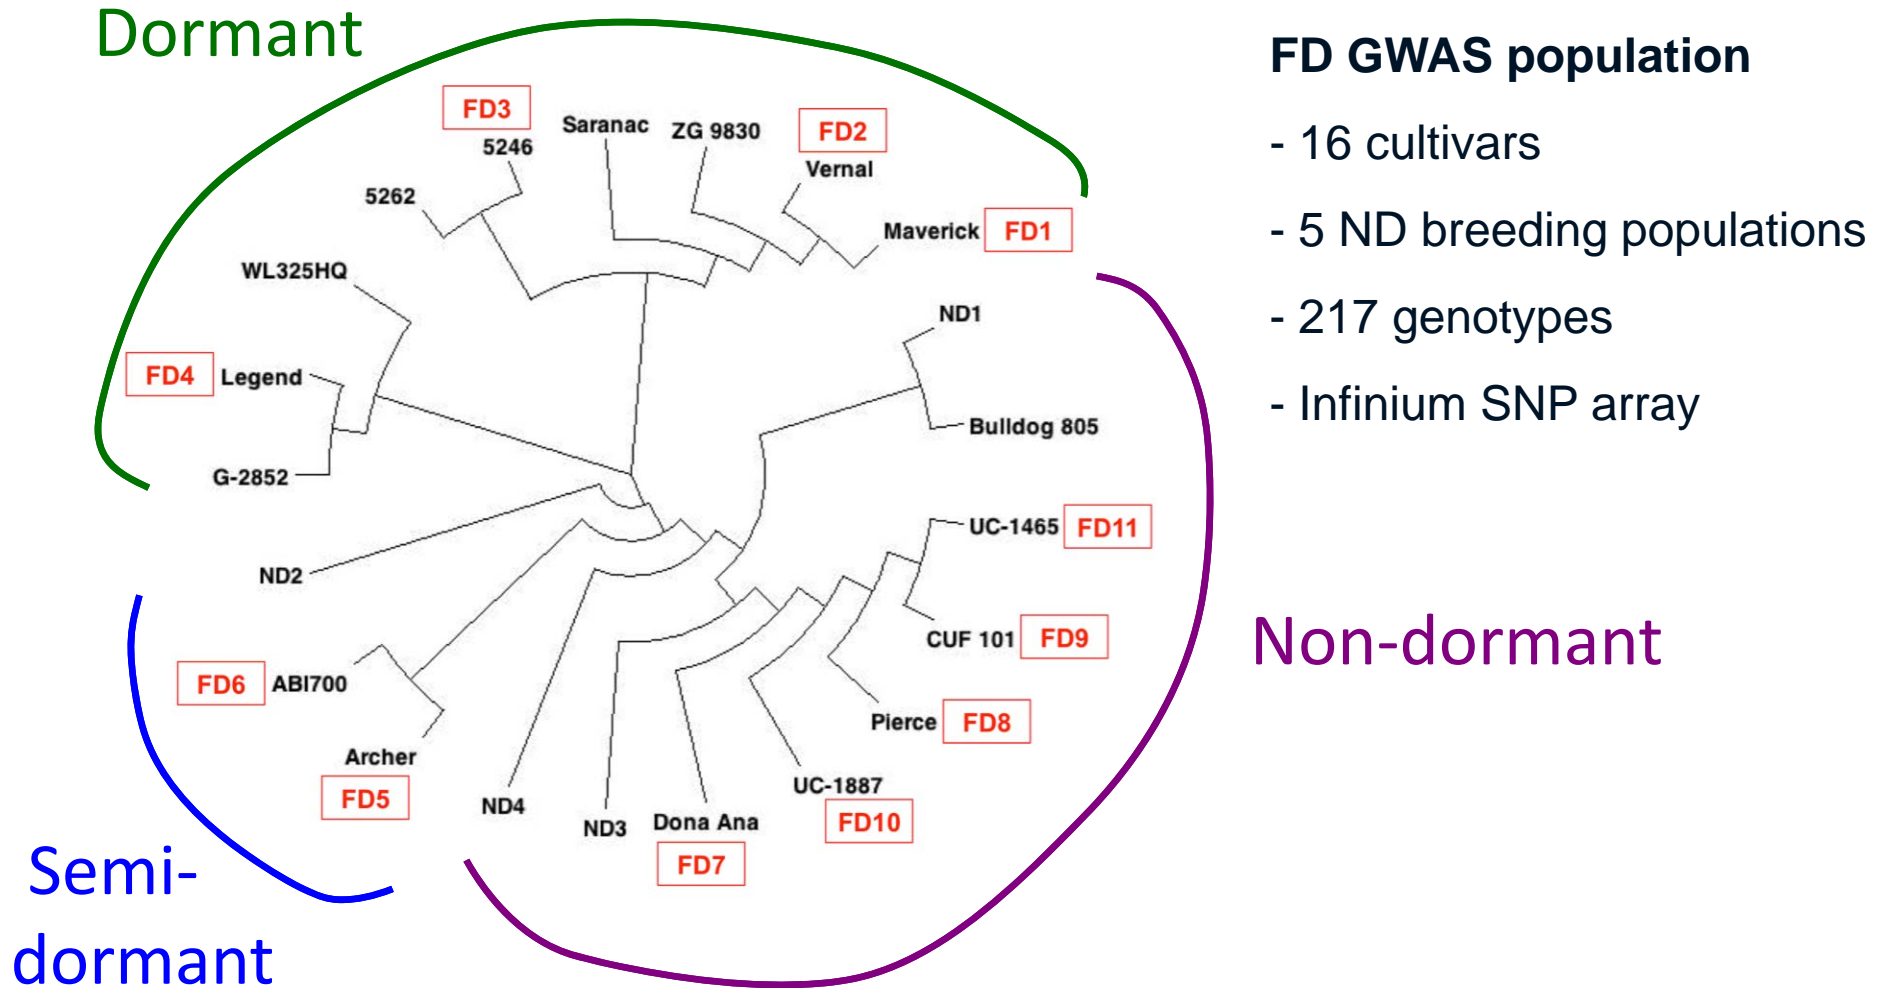 Dormant
FD GWAS population
- 16 cultivars
- 5 ND breeding populations
- 217 genotypes
- Infinium SNP array
FD3
5246
Saranac
ZG 9830
FD2
Vernal
5262
Maverick FD1
WL325HQ
ND1
FD4 Legend
Bulldog 805
G-2852
UC-1465 FD11
ND2
CUF 101 FD9
Non-dormant
FD6 ABI700
Pierce FD8
Archer
FD5
UC-1887
FD10
ND4
ND3
Dona Ana
FD7
Semi-
dormant